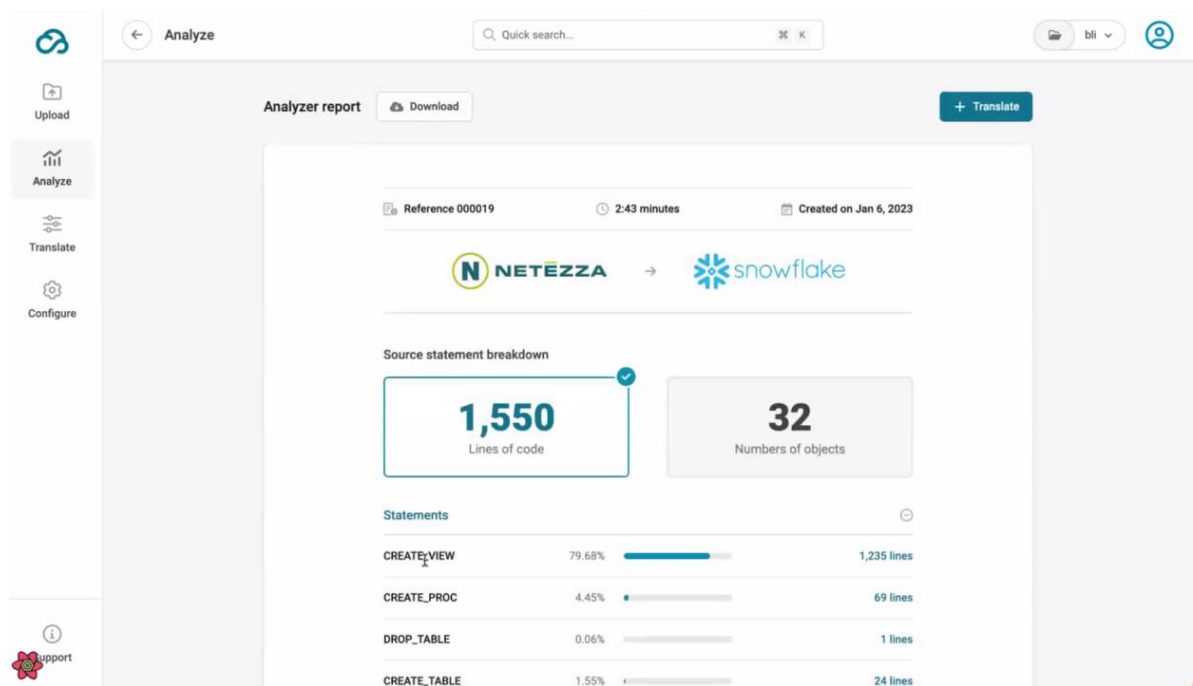 Analyze
Quick search...
⌘ K
bli
Upload
Analyze
Translate
Configure
Support
Analyzer report
Download
+ Translate
Reference 000019
2:43 minutes
Created on Jan 6, 2023
N NETĒZZA → snowflake
Source statement breakdown
1,550
Lines of code
32
Numbers of objects
Statements
CREATE_VIEW 79.68% 1,235 lines
CREATE_PROC 4.45% 69 lines
DROP_TABLE 0.06% 1 lines
CREATE_TABLE 1.55% 24 lines